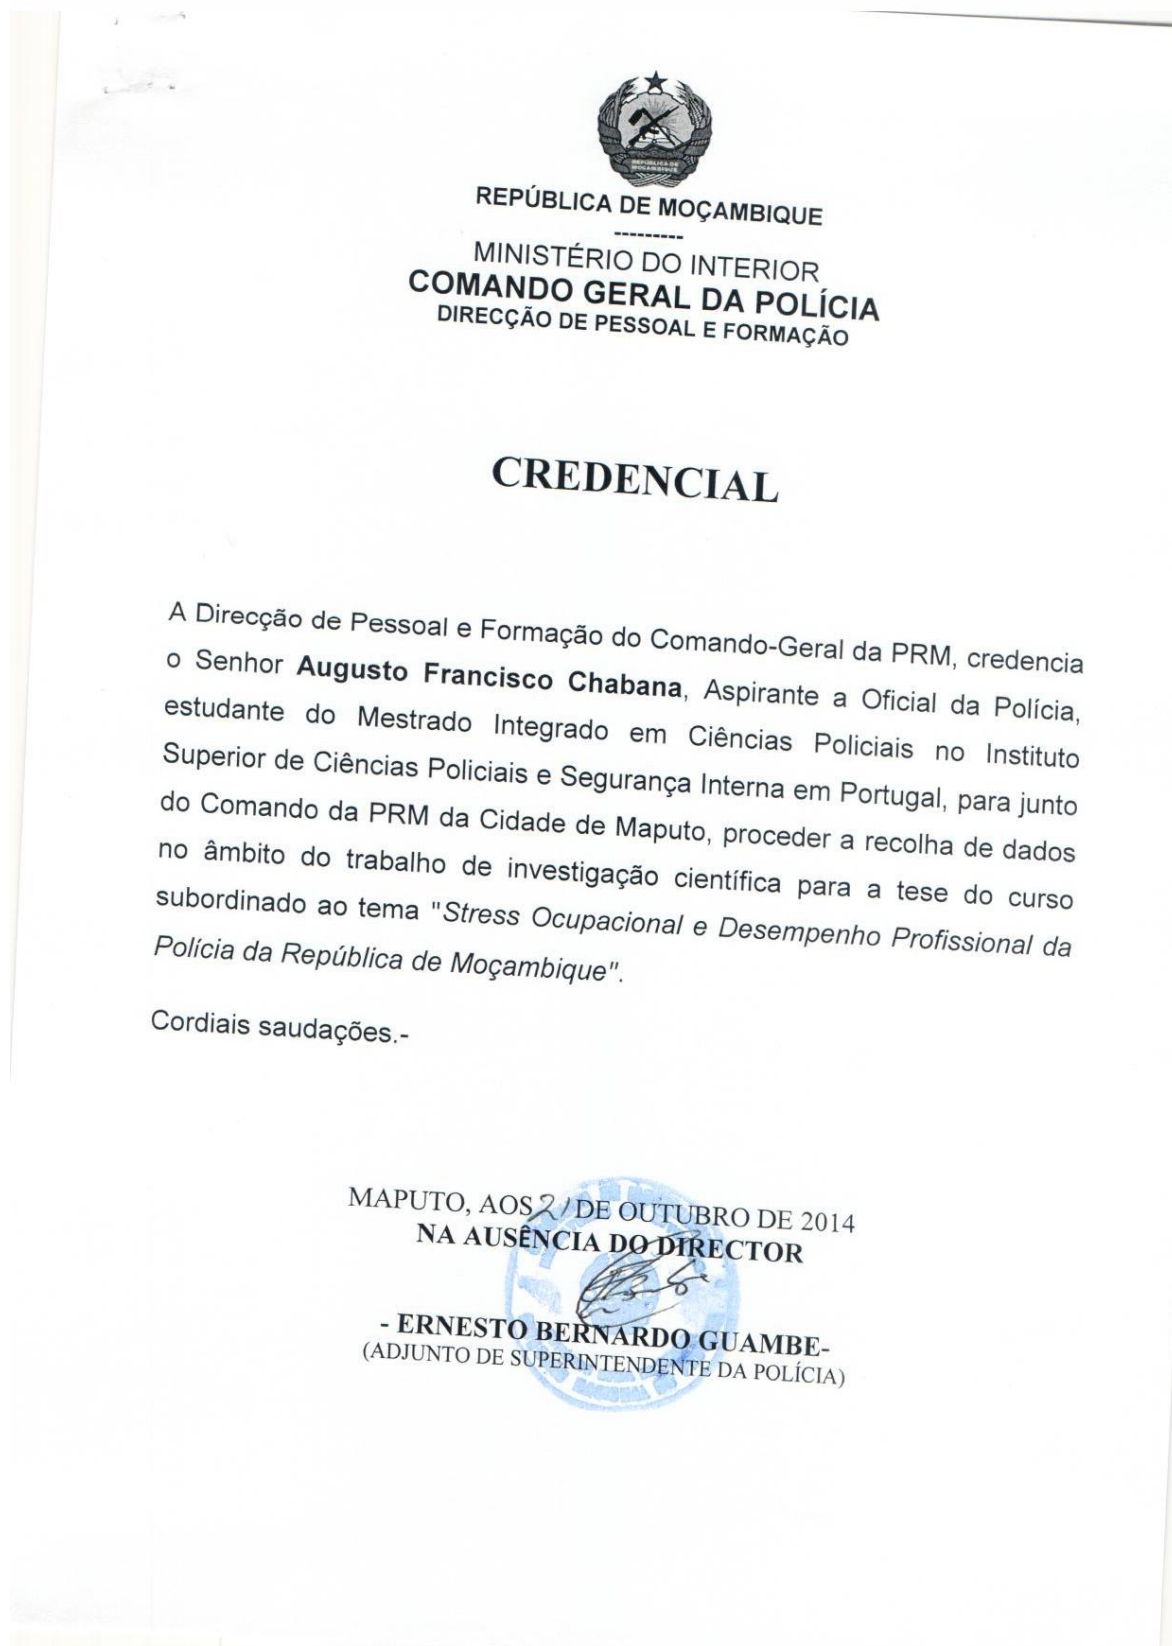 REPÚBLICA DE MOÇAMBIQUE
REPÚBLICA DE MOÇAMBIQUE
---------
MINISTÉRIO DO INTERIOR
COMANDO GERAL DA POLÍCIA
DIRECÇÃO DE PESSOAL E FORMAÇÃO
CREDENCIAL
A Direcção de Pessoal e Formação do Comando-Geral da PRM, credencia
o Senhor Augusto Francisco Chabana, Aspirante a Oficial da Polícia,
estudante do Mestrado Integrado em Ciências Policiais no Instituto
Superior de Ciências Policiais e Segurança Interna em Portugal, para junto
do Comando da PRM da Cidade de Maputo, proceder a recolha de dados
no âmbito do trabalho de investigação científica para a tese do curso
subordinado ao tema "Stress Ocupacional e Desempenho Profissional da
Polícia da República de Moçambique".
Cordiais saudações.-
MAPUTO, AOS 21 DE OUTUBRO DE 2014
NA AUSÊNCIA DO DIRECTOR
- ERNESTO BERNARDO GUAMBE-
(ADJUNTO DE SUPERINTENDENTE DA POLÍCIA)